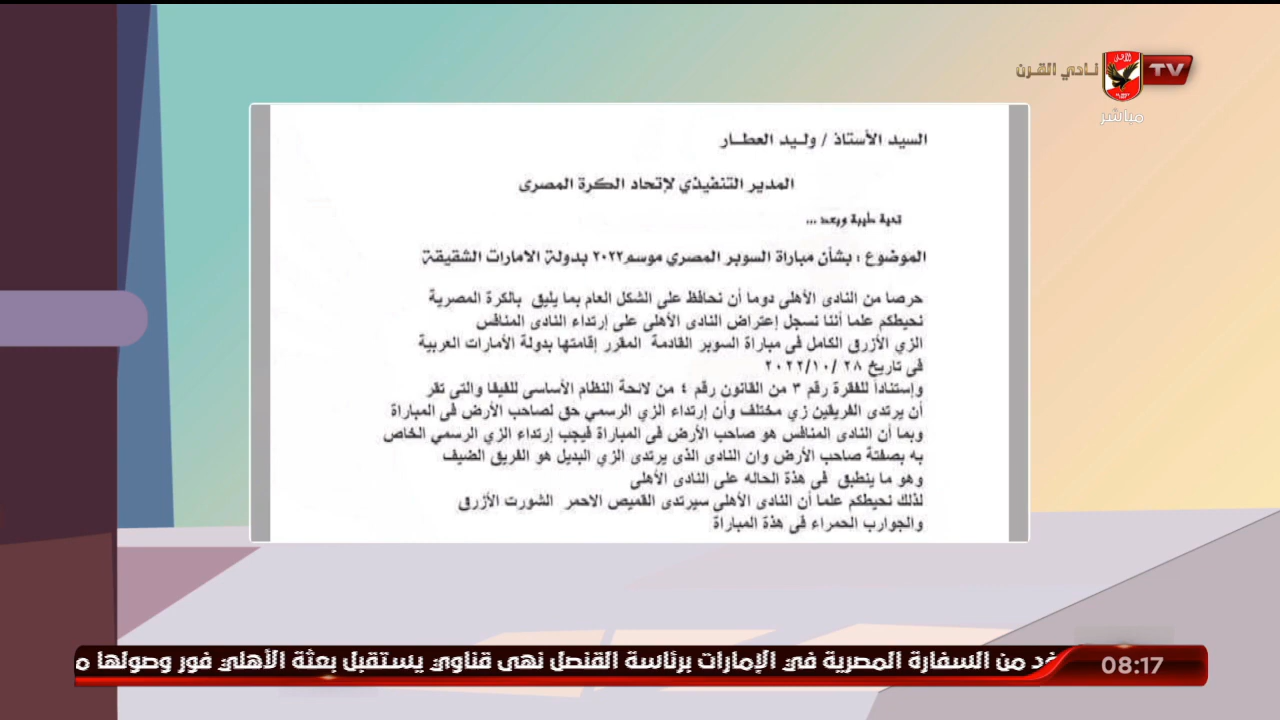 نادي القرن
TV
مباشر
السيد الأستاذ / وليد العطار
المدير التنفيذي لإتحاد الكرة المصرى
تحية طيبة وبعد ...
الموضوع : بشأن مباراة السوبر المصري موسم ٢٠٢٢ بدولة الامارات الشقيقة
حرصا من النادى الأهلى دوما أن نحافظ على الشكل العام بما يليق بالكرة المصرية
نحيطكم علما أننا نسجل إعتراض النادى الأهلى على إرتداء النادى المنافس
الزي الأزرق الكامل فى مباراة السوبر القادمة المقرر إقامتها بدولة الأمارات العربية
فى تاريخ ٢٨ /٢٠٢٢/١٠
وإستنادا للفقرة رقم ٣ من القانون رقم ٤ من لائحة النظام الأساسى للفيفا والتى تقر
أن يرتدى الفريقين زي مختلف وأن إرتداء الزي الرسمي حق لصاحب الأرض فى المباراة
وبما أن النادى المنافس هو صاحب الأرض فى المباراة فيجب إرتداء الزي الرسمي الخاص
به بصفتة صاحب الأرض وان النادى الذى يرتدى الزي البديل هو الفريق الضيف
وهو ما ينطبق فى هذة الحاله على النادى الأهلى
لذلك نحيطكم علما أن النادى الأهلى سيرتدى القميص الاحمر الشورت الأزرق
والجوارب الحمراء فى هذة المباراة
فد من السفارة المصرية في الإمارات برئاسة القنصل نهى قناوي يستقبل بعثة الأهلي فور وصولها م
08:17